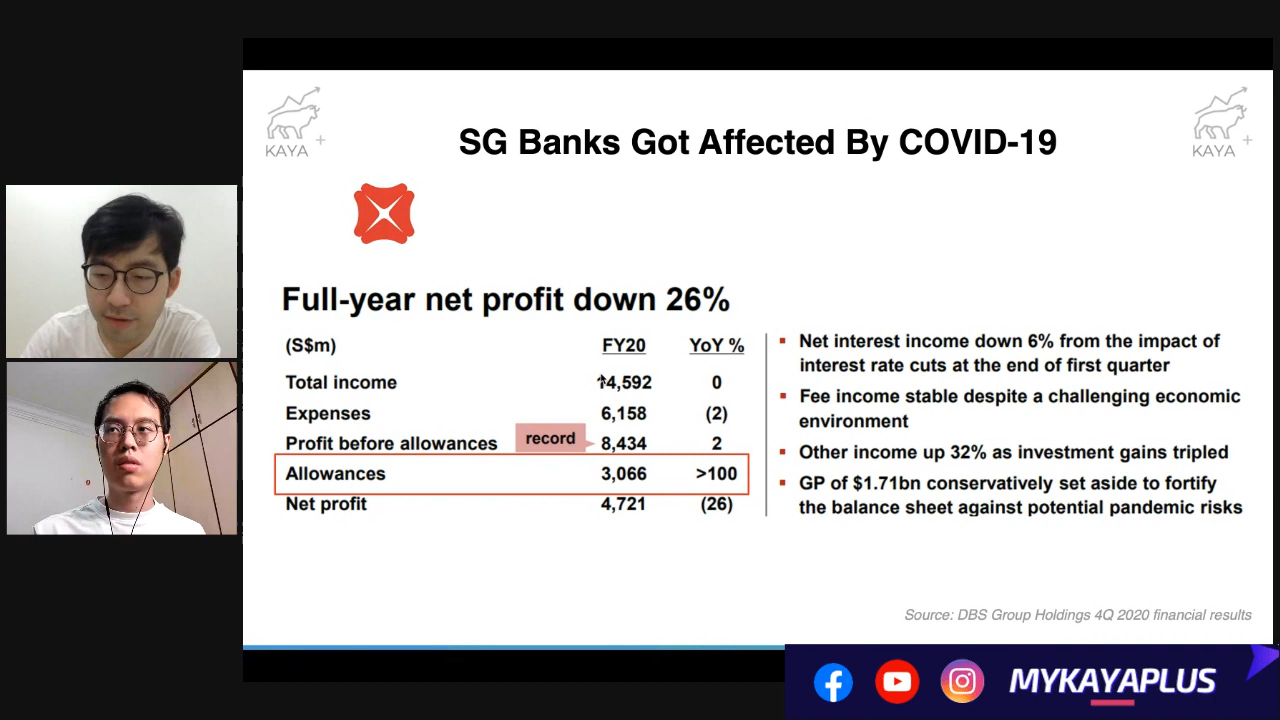 KAYA
KAYA
SG Banks Got Affected By COVID-19
Full-year net profit down 26%
(S$m) FY20 YoY %
Total income 14,592 0
Expenses 6,158 (2)
Profit before allowances record 8,434 2
Allowances 3,066 >100
Net profit 4,721 (26)
Net interest income down 6% from the impact of
interest rate cuts at the end of first quarter
Fee income stable despite a challenging economic
environment
Other income up 32% as investment gains tripled
GP of $1.71bn conservatively set aside to fortify
the balance sheet against potential pandemic risks
Source: DBS Group Holdings 4Q 2020 financial results
MYKAYAPLUS